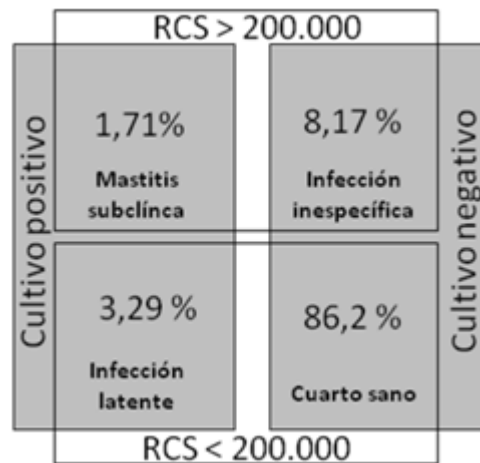 RCS > 200.000
Cultivo positivo
1,71%
Mastitis
subclínca
8,17 %
Infección
inespecífica
Cultivo negativo
3,29 %
Infección
latente
86,2 %
Cuarto sano
RCS < 200.000